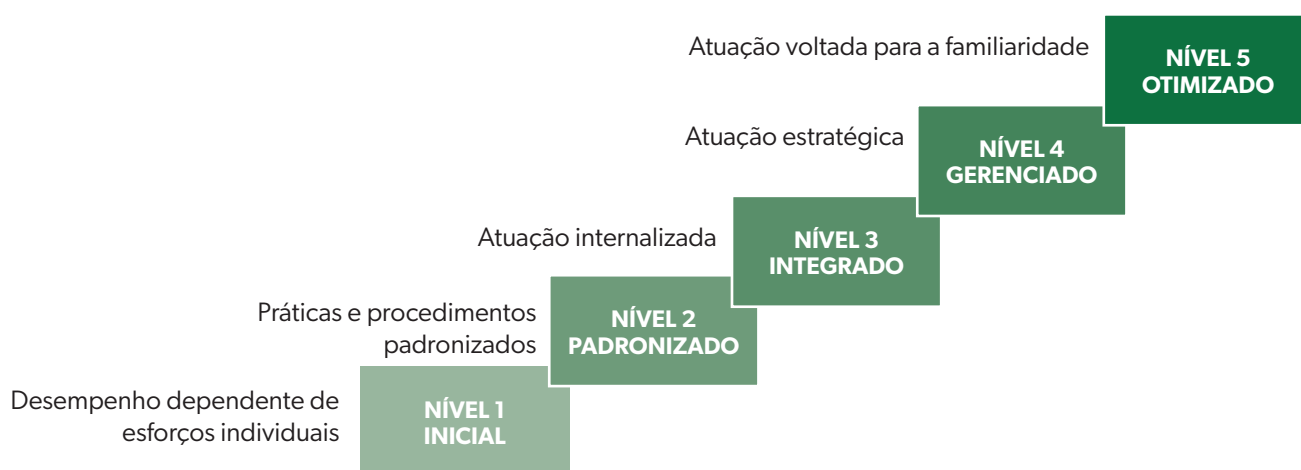 Atuação voltada para a familiaridade
NÍVEL 5
OTIMIZADO
Atuação estratégica
NÍVEL 4
GERENCIADO
Atuação internalizada
NÍVEL 3
INTEGRADO
Práticas e procedimentos
padronizados
NÍVEL 2
PADRONIZADO
Desempenho dependente de
esforços individuais
NÍVEL 1
INICIAL